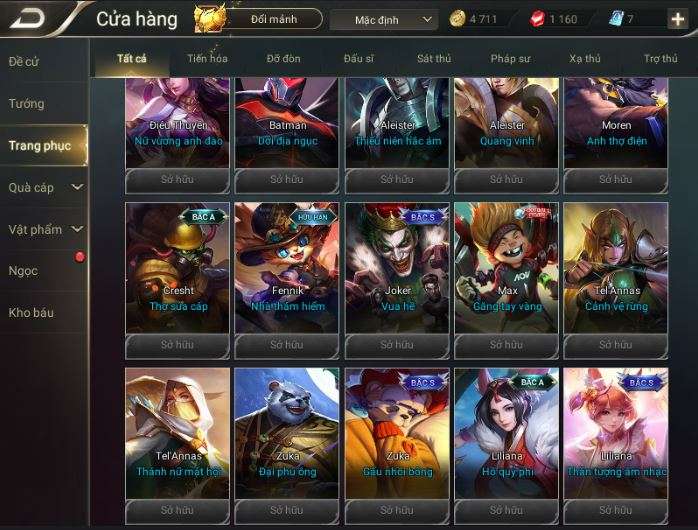 Cửa hàng
Đổi mảnh
Mặc định
4 711
1 160
7
Đề cử
Tướng
Trang phục
Quà cáp
Vật phẩm
Ngọc
Kho báu
Tất cả
Tiến hóa
Đỡ đòn
Đấu sĩ
Sát thủ
Pháp sư
Xạ thủ
Trợ thủ
Điêu Thuyền
Nữ vương anh đào
Sở hữu
Batman
Dơi địa ngục
Sở hữu
Aleister
Thiếu niên hắc ám
Sở hữu
Aleister
Quang vinh
Sở hữu
Moren
Anh thợ điện
Sở hữu
BẬC A
Cresht
Thợ sửa cáp
Sở hữu
HỮU HẠN
Fennik
Nhà thám hiểm
Sở hữu
BẬC S
Joker
Vua hề
Sở hữu
AOV
Max
Găng tay vàng
Sở hữu
Tel'Annas
Cảnh vệ rừng
Sở hữu
Tel'Annas
Thánh nữ mật hội
Sở hữu
Zuka
Đại phú ông
Sở hữu
BẬC S
Zuka
Gấu nhồi bông
Sở hữu
BẬC A
Liliana
Hồ quý phi
Sở hữu
BẬC S
Liliana
Thần tượng âm nhạc
Sở hữu